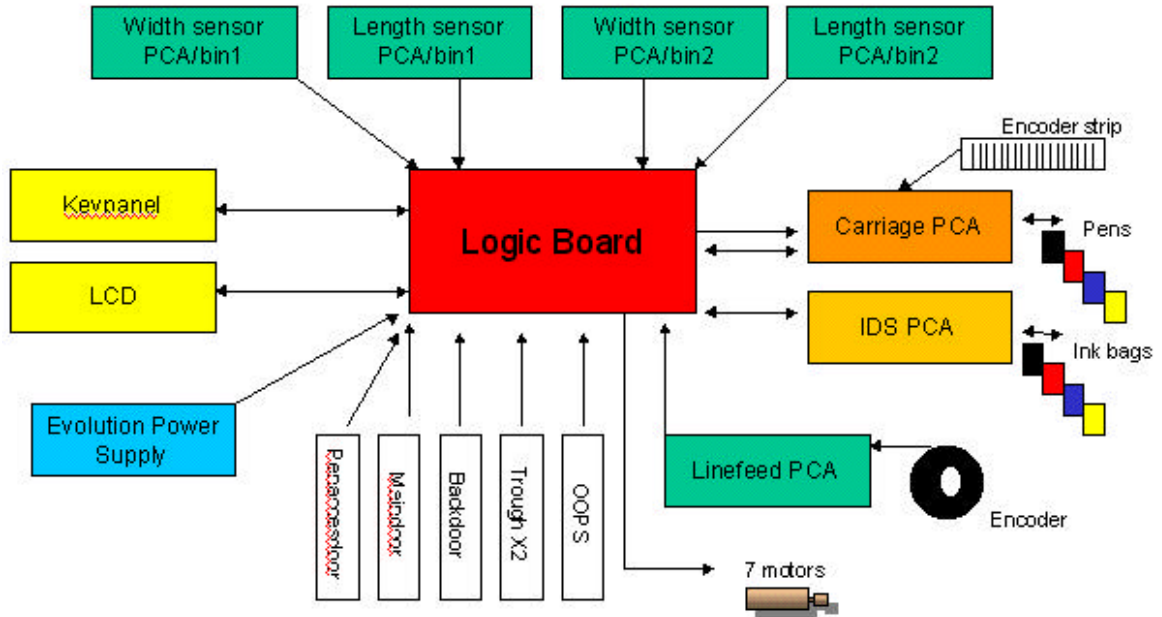 Width sensor
PCA/bin1
Length sensor
PCA/bin1
Width sensor
PCA/bin2
Length sensor
PCA/bin2
Encoder strip
Kevpanel
Logic Board
Carriage PCA
Pens
LCD
IDS PCA
Ink bags
Evolution Power
Supply
Penaccesdoor
Maindoor
Backdoor
Trough X2
OOPS
Linefeed PCA
Encoder
7 motors